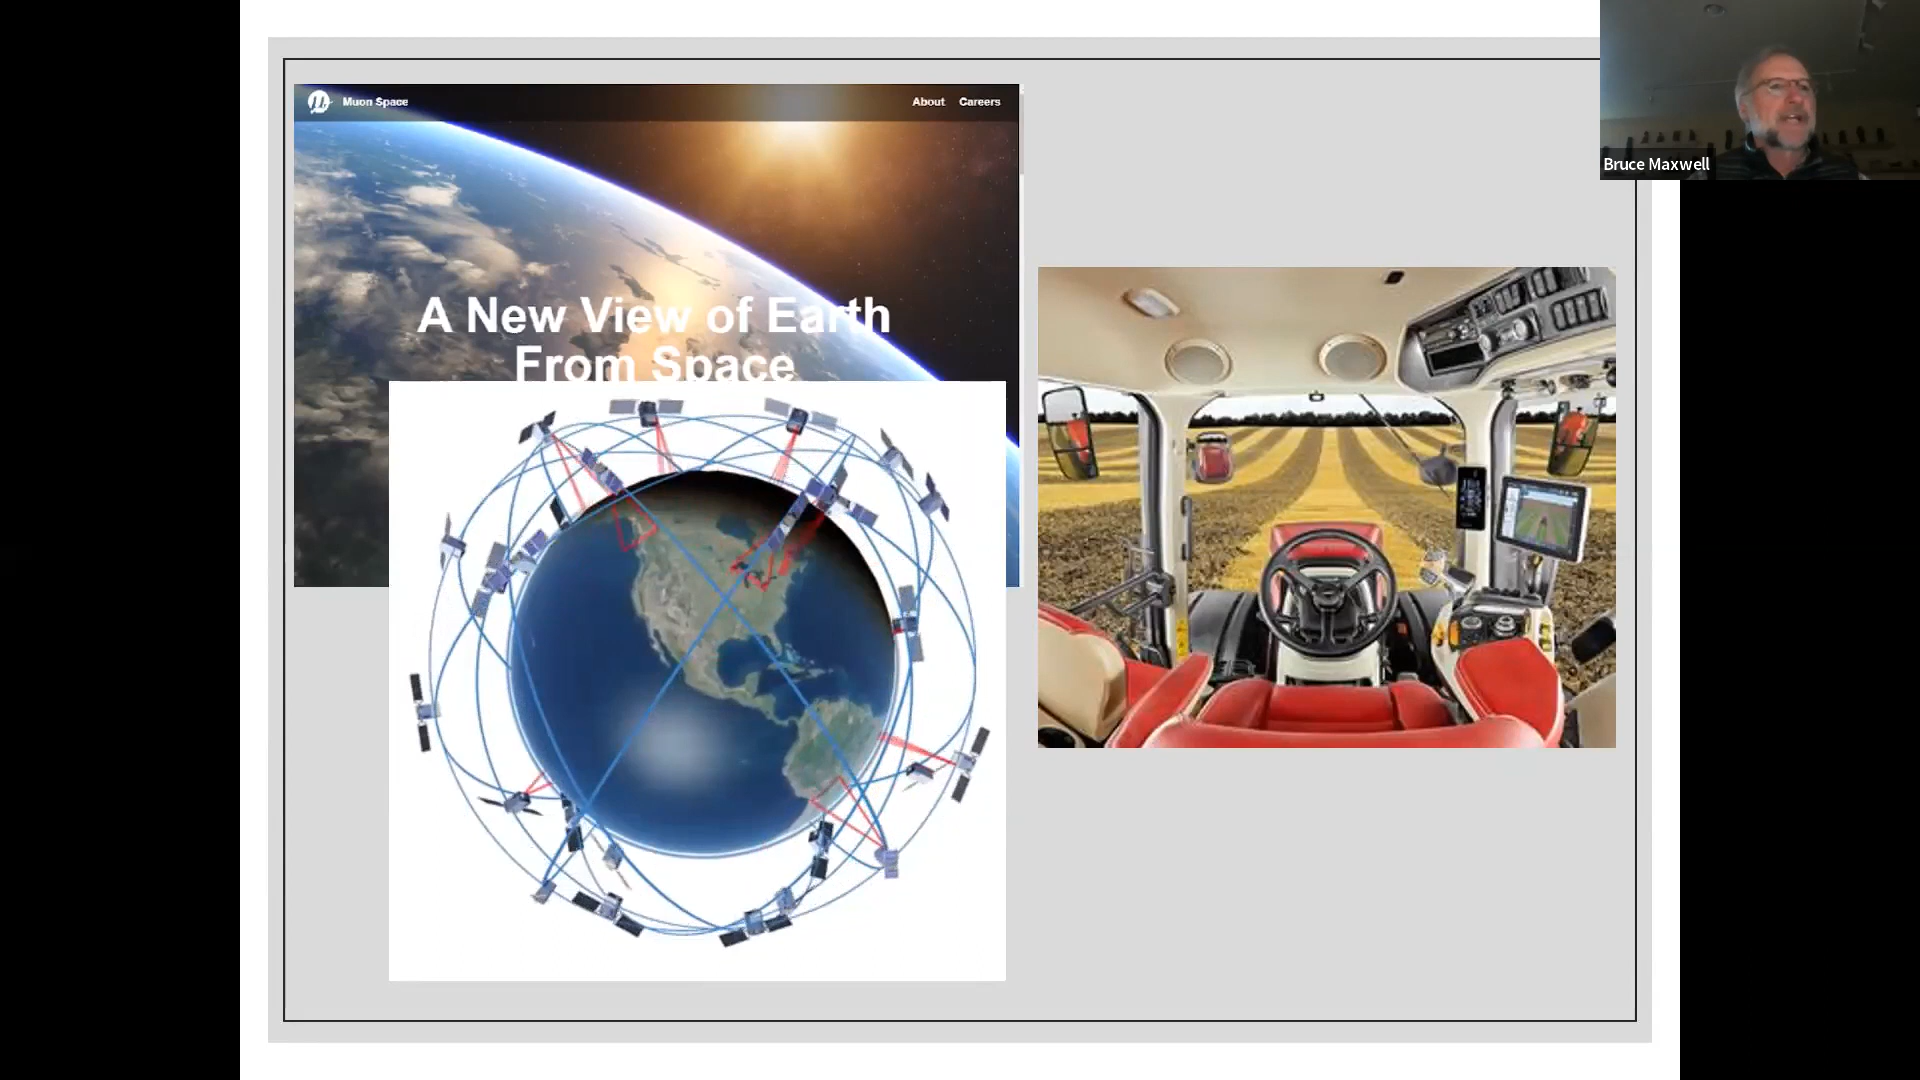 Muon Space
About Careers
A New View of Earth
From Space
Bruce Maxwell